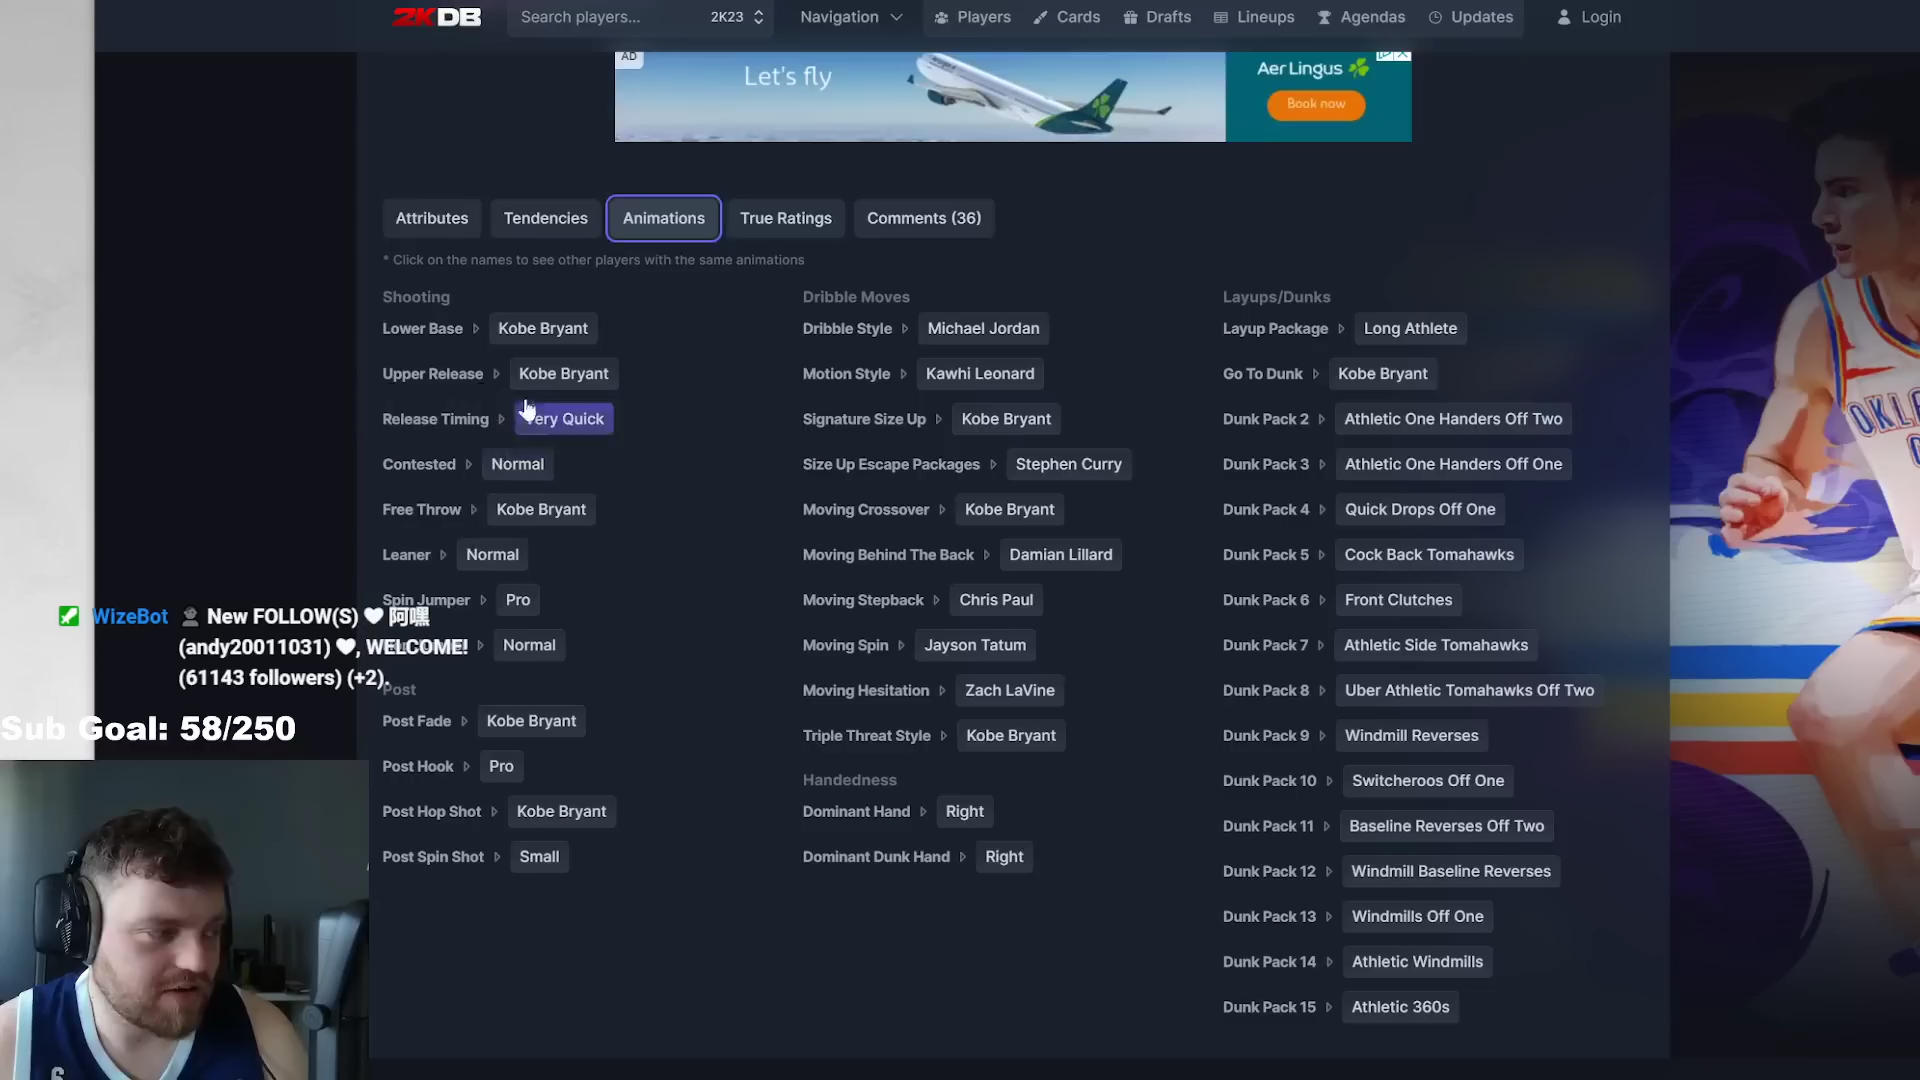 2KDB
Search players...
2K23
Navigation
Players
Cards
Drafts
Lineups
Agendas
Updates
Login
AD
Let's fly
Aer Lingus
Book now
Attributes
Tendencies
Animations
True Ratings
Comments (36)
* Click on the names to see other players with the same animations
Shooting
Lower Base Kobe Bryant
Upper Release Kobe Bryant
Release Timing Very Quick
Contested Normal
Free Throw Kobe Bryant
Leaner Normal
Spin Jumper Pro
Normal
Post
Post Fade Kobe Bryant
Post Hook Pro
Post Hop Shot Kobe Bryant
Post Spin Shot Small
Dribble Moves
Dribble Style Michael Jordan
Motion Style Kawhi Leonard
Signature Size Up Kobe Bryant
Size Up Escape Packages Stephen Curry
Moving Crossover Kobe Bryant
Moving Behind The Back Damian Lillard
Moving Stepback Chris Paul
Moving Spin Jayson Tatum
Moving Hesitation Zach LaVine
Triple Threat Style Kobe Bryant
Handedness
Dominant Hand Right
Dominant Dunk Hand Right
Layups/Dunks
Layup Package Long Athlete
Go To Dunk Kobe Bryant
Dunk Pack 2 Athletic One Handers Off Two
Dunk Pack 3 Athletic One Handers Off One
Dunk Pack 4 Quick Drops Off One
Dunk Pack 5 Cock Back Tomahawks
Dunk Pack 6 Front Clutches
Dunk Pack 7 Athletic Side Tomahawks
Dunk Pack 8 Uber Athletic Tomahawks Off Two
Dunk Pack 9 Windmill Reverses
Dunk Pack 10 Switcheroos Off One
Dunk Pack 11 Baseline Reverses Off Two
Dunk Pack 12 Windmill Baseline Reverses
Dunk Pack 13 Windmills Off One
Dunk Pack 14 Athletic Windmills
Dunk Pack 15 Athletic 360s
WizeBot New FOLLOW(S) ♥ 阿嘿
(andy20011031) ♥, WELCOME!
(61143 followers) (+2).
Sub Goal: 58/250